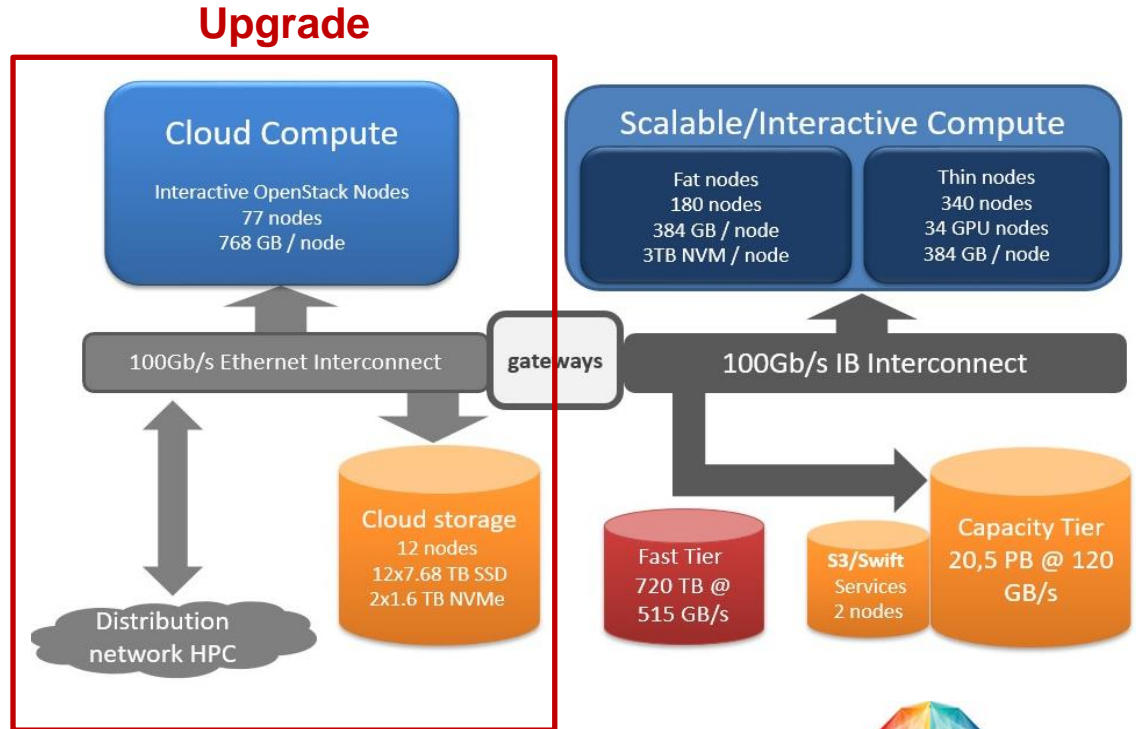 Upgrade
Cloud Compute
Interactive OpenStack Nodes
77 nodes
768 GB / node
Scalable/Interactive Compute
Fat nodes
180 nodes
384 GB / node
3TB NVM / node
Thin nodes
340 nodes
34 GPU nodes
384 GB / node
100Gb/s Ethernet Interconnect
gateways
100Gb/s IB Interconnect
Cloud storage
12 nodes
12x7.68 TB SSD
2x1.6 TB NVMe
Distribution
network HPC
Fast Tier
720 TB @
515 GB/s
S3/Swift
Services
2 nodes
Capacity Tier
20,5 PB @ 120
GB/s